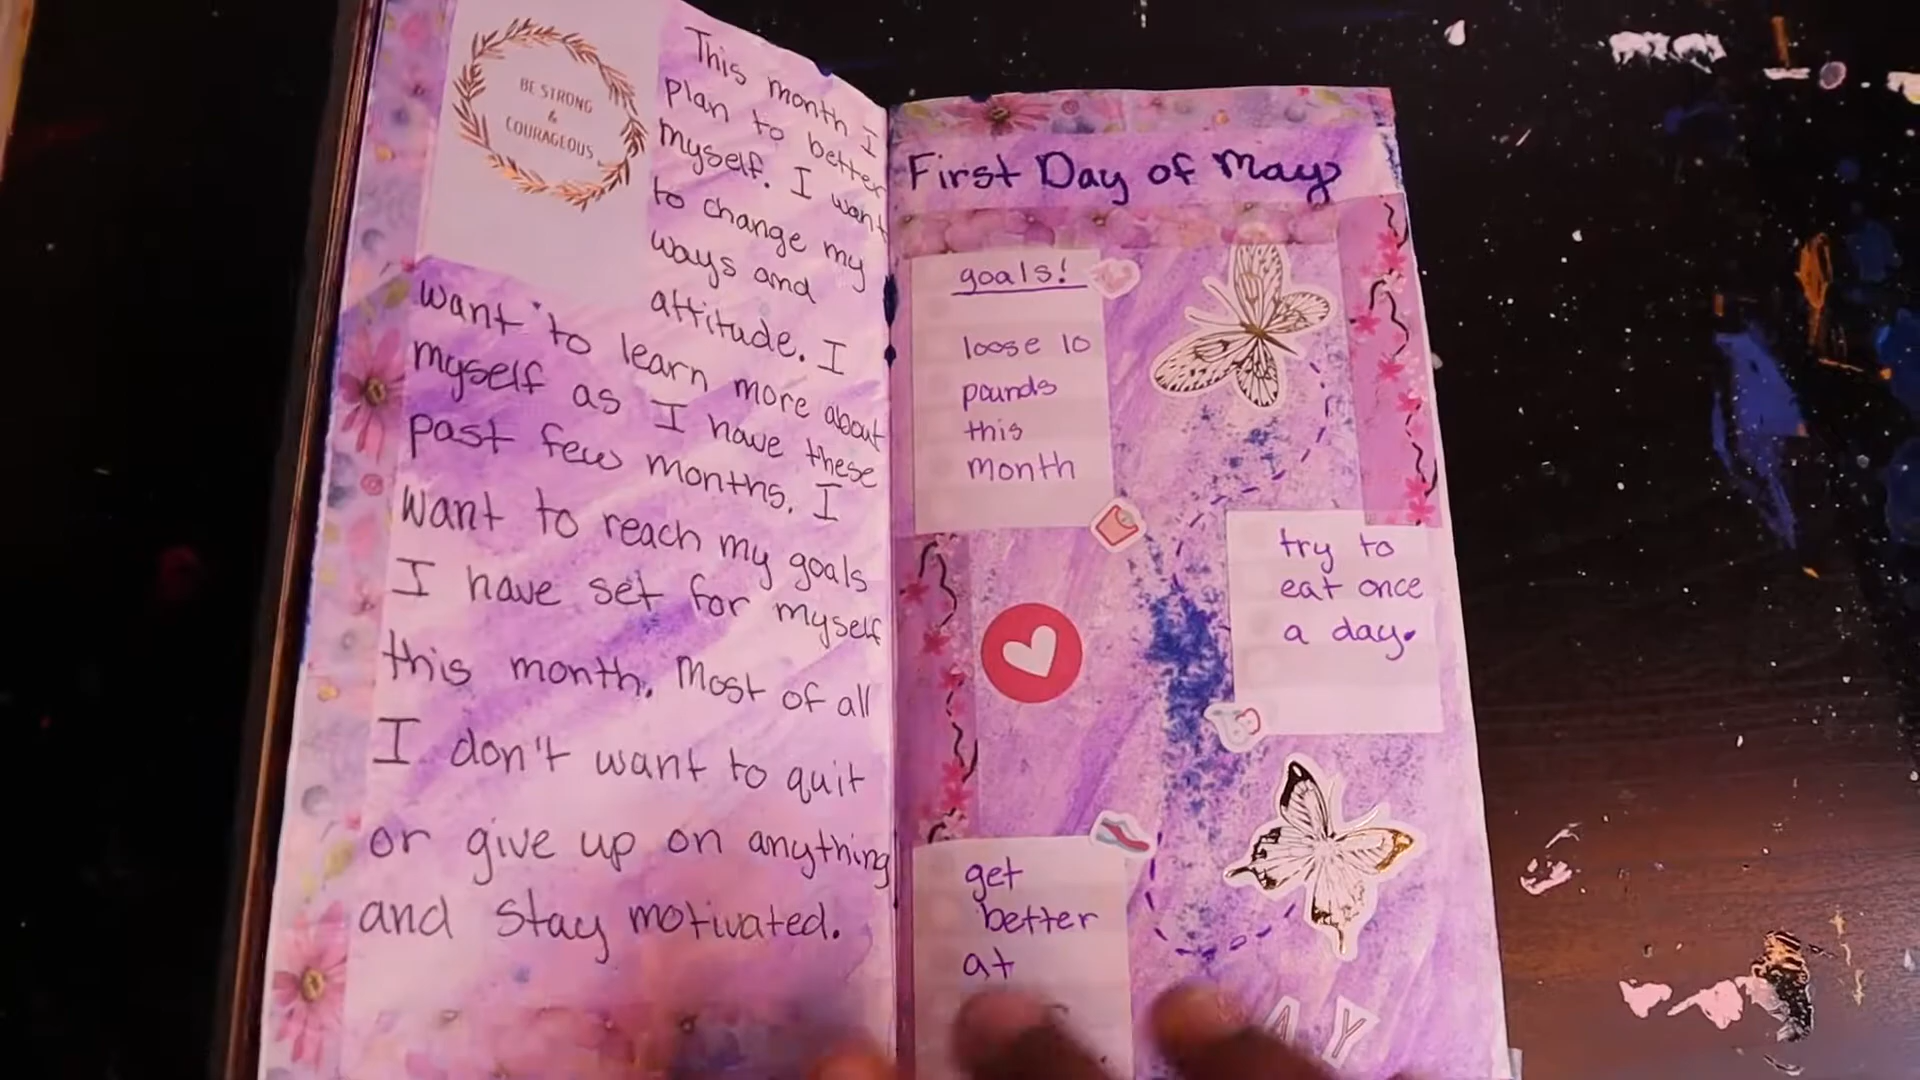 BE STRONG
&
COURAGEOUS
This month I
plan to better
myself. I want
to change my
ways and
attitude. I
want to learn more about
myself as I have these
past few months. I
want to reach my goals
I have set for myself
this month. Most of all
I don't want to quit
or give up on anything
and stay motivated.
First Day of May
goals!
loose 10
pounds
this
month
try to
eat once
a day.
get
better
at
AY